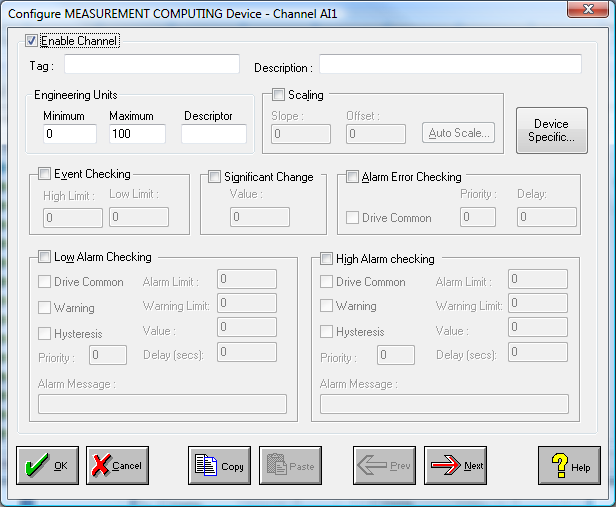 Configure MEASUREMENT COMPUTING Device - Channel AI1
Enable Channel
Tag :
Description :
Engineering Units
Minimum Maximum Descriptor
0 100
Scaling
Slope : Offset :
0 0 Auto Scale...
Device Specific...
Event Checking
High Limit : Low Limit :
0 0
Significant Change
Value :
0
Alarm Error Checking
Priority : Delay:
Drive Common 0 0
Low Alarm Checking
Drive Common Alarm Limit : 0
Warning Warning Limit: 0
Hysteresis Value : 0
Priority : 0 Delay (secs): 0
Alarm Message :
High Alarm checking
Drive Common Alarm Limit : 0
Warning Warning Limit: 0
Hysteresis Value : 0
Priority : 0 Delay (secs): 0
Alarm Message :
OK Cancel Copy Paste Prev Next Help